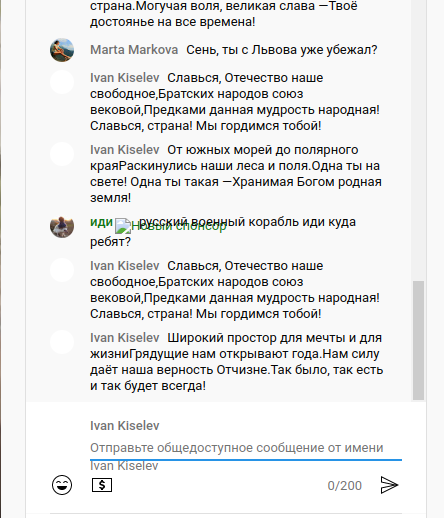 страна.Могучая воля, великая слава —Твоё
достоянье на все времена!
Marta Markova Сень, ты с Львова уже убежал?
Ivan Kiselev Славься, Отечество наше
свободное,Братских народов союз
вековой,Предками данная мудрость народная!
Славься, страна! Мы гордимся тобой!
Ivan Kiselev От южных морей до полярного
краяРаскинулись наши леса и поля.Одна ты на
свете! Одна ты такая —Хранимая Богом родная
земля!
иди Новый спонсор русский военный корабль иди куда
ребят?
Ivan Kiselev Славься, Отечество наше
свободное,Братских народов союз
вековой,Предками данная мудрость народная!
Славься, страна! Мы гордимся тобой!
Ivan Kiselev Широкий простор для мечты и для
жизниГрядущие нам открывают года.Нам силу
даёт наша верность Отчизне.Так было, так есть
и так будет всегда!
Ivan Kiselev
Отправьте общедоступное сообщение от имени
Ivan Kiselev
$ 0/200